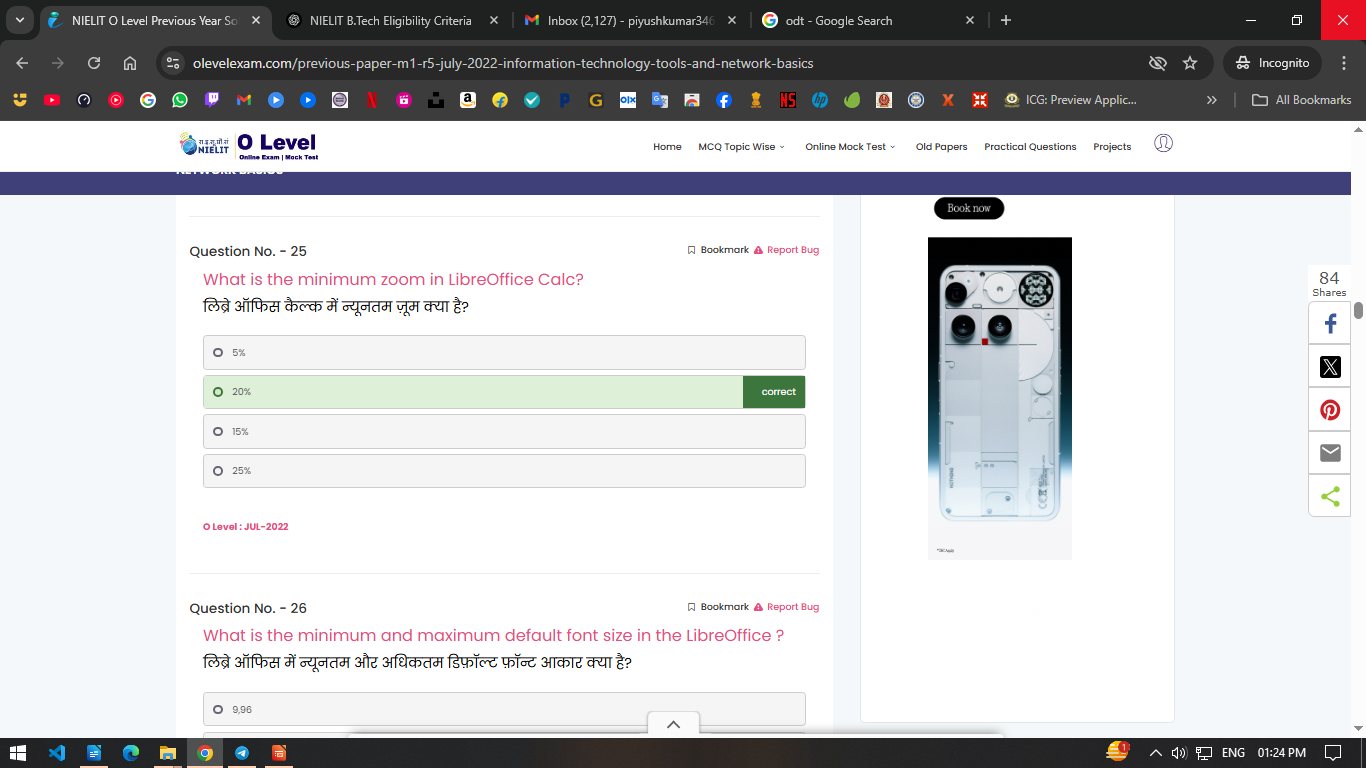 NIELIT O Level Previous Year So
NIELIT B.Tech Eligibility Criteria
Inbox (2,127) - piyushkumar346
odt - Google Search
olevelexam.com/previous-paper-m1-r5-july-2022-information-technology-tools-and-network-basics
Incognito
ICG: Preview Applic...
All Bookmarks
NIELIT
O Level
Online Exam | Mock Test
Home
MCQ Topic Wise
Online Mock Test
Old Papers
Practical Questions
Projects
NETWORK BASICS
Book now
Question No. - 25
Bookmark
Report Bug
What is the minimum zoom in LibreOffice Calc?
लिब्रे ऑफिस कैल्क में न्यूनतम ज़ूम क्या है?
5%
20%
correct
15%
25%
O Level : JUL-2022
84
Shares
Question No. - 26
Bookmark
Report Bug
What is the minimum and maximum default font size in the LibreOffice ?
लिब्रे ऑफिस में न्यूनतम और अधिकतम डिफ़ॉल्ट फ़ॉन्ट आकार क्या है?
9,96
1
ENG
01:24 PM